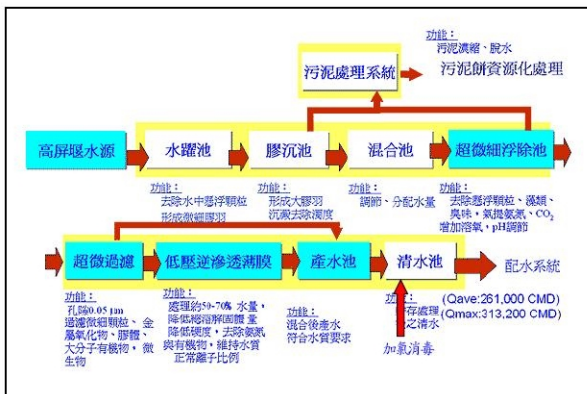 功能：
污泥濃縮、脫水
污泥處理系統
污泥餅資源化處理
高屏堰水源
水躍池
膠沉池
混合池
超微細浮除池
功能：
去除水中懸浮顆粒
形成微細膠羽
功能：
形成大膠羽
沉澱去除濁度
功能：
調節、分配水量
功能：
去除懸浮顆粒、藻類、
臭味，氣提氨氮、CO2
增加溶氧，pH調節
超微過濾
低壓逆滲透薄膜
產水池
清水池
配水系統
功能：
孔隙0.05 μm
過濾微細顆粒、金
屬氧化物、膠體、
大分子有機物，微
生物
功能：
處理約50-70% 水量，
降低總溶解固體量
降低硬度，去除氨氮
與有機物，維持水質
正常離子比例
功能：
混合後產水
符合水質要求
功能：
存處理
之清水
加氯消毒
(Qave:261,000 CMD)
(Qmax:313,200 CMD)